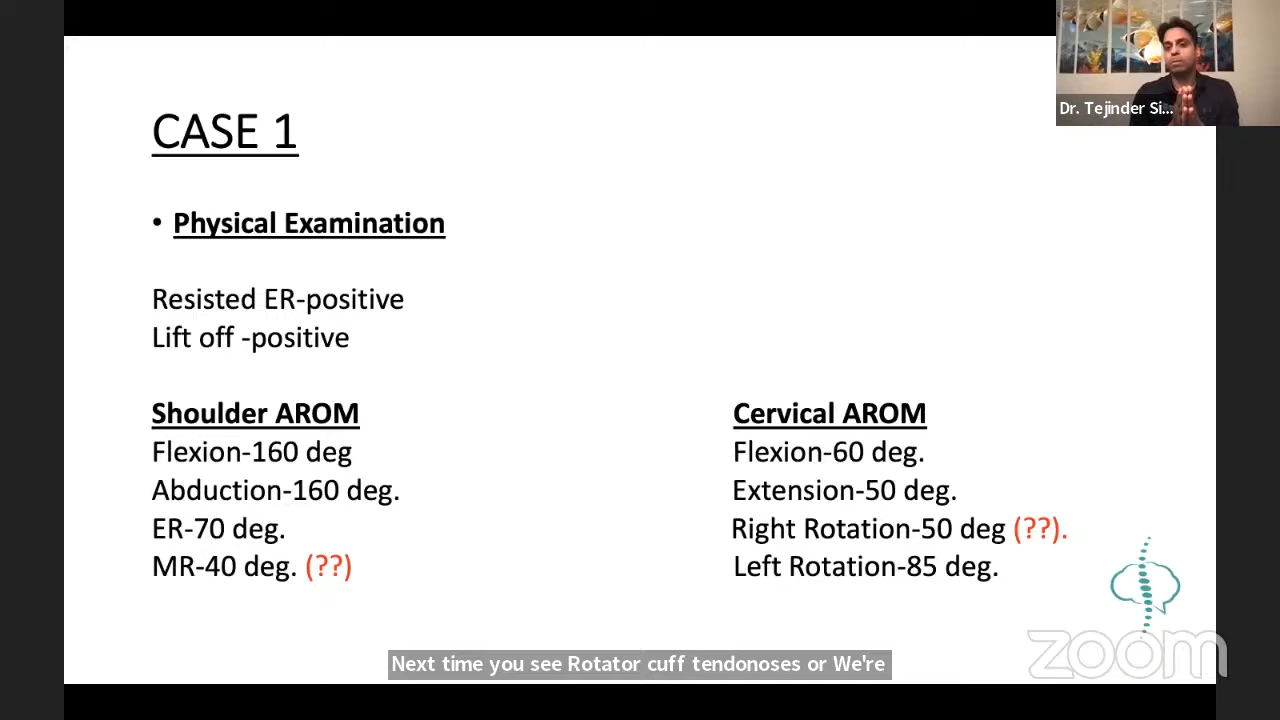 Dr. Tejinder Si...
CASE 1
• Physical Examination
Resisted ER-positive
Lift off -positive
Shoulder AROM
Flexion-160 deg
Abduction-160 deg.
ER-70 deg.
MR-40 deg. (??)
Cervical AROM
Flexion-60 deg.
Extension-50 deg.
Right Rotation-50 deg (??).
Left Rotation-85 deg.
zoom
Next time you see Rotator cuff tendonoses or We're